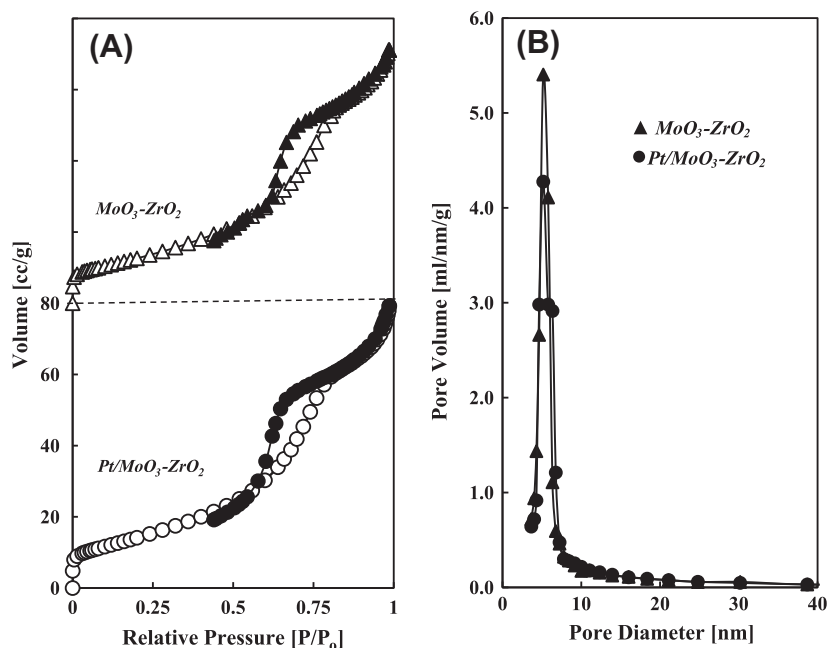 (A)
MoO₃-ZrO₂
Pt/MoO₃-ZrO₂
Volume [cc/g]
80
60
40
20
0
0
0.25
0.5
0.75
1
Relative Pressure [P/Pₒ]
(B)
MoO₃-ZrO₂
Pt/MoO₃-ZrO₂
Pore Volume [ml/nm/g]
6.0
5.0
4.0
3.0
2.0
1.0
0.0
0
10
20
30
40
Pore Diameter [nm]